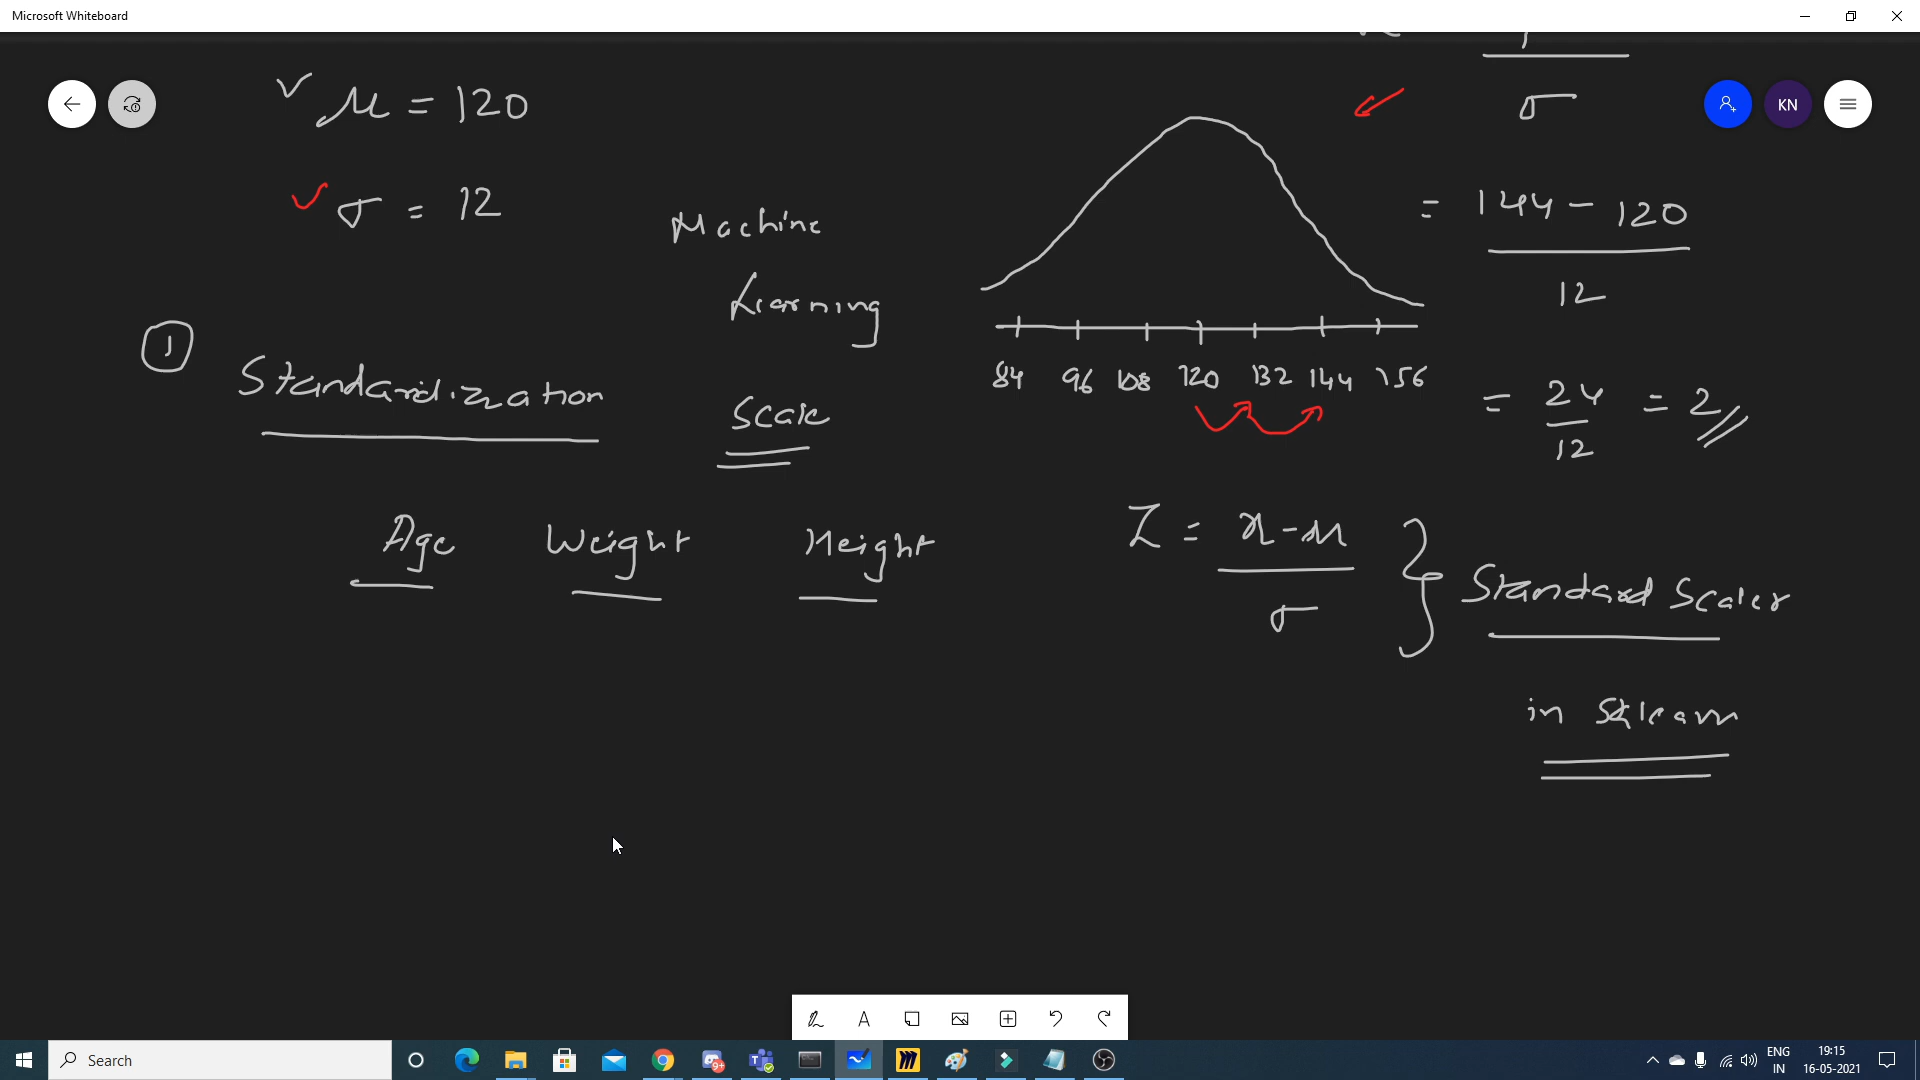 Microsoft Whiteboard
μ = 120
σ = 12
σ
KN
Machine
Learning
= 144 - 120
12
84 96 108 120 132 144 156
= 24 = 2
12
1
Standardization
Scale
Age Weight Height
Z = x-μ
σ
Standard Scaler
in Sklearn
A
Search
9+
ENG
IN
19:15
16-05-2021